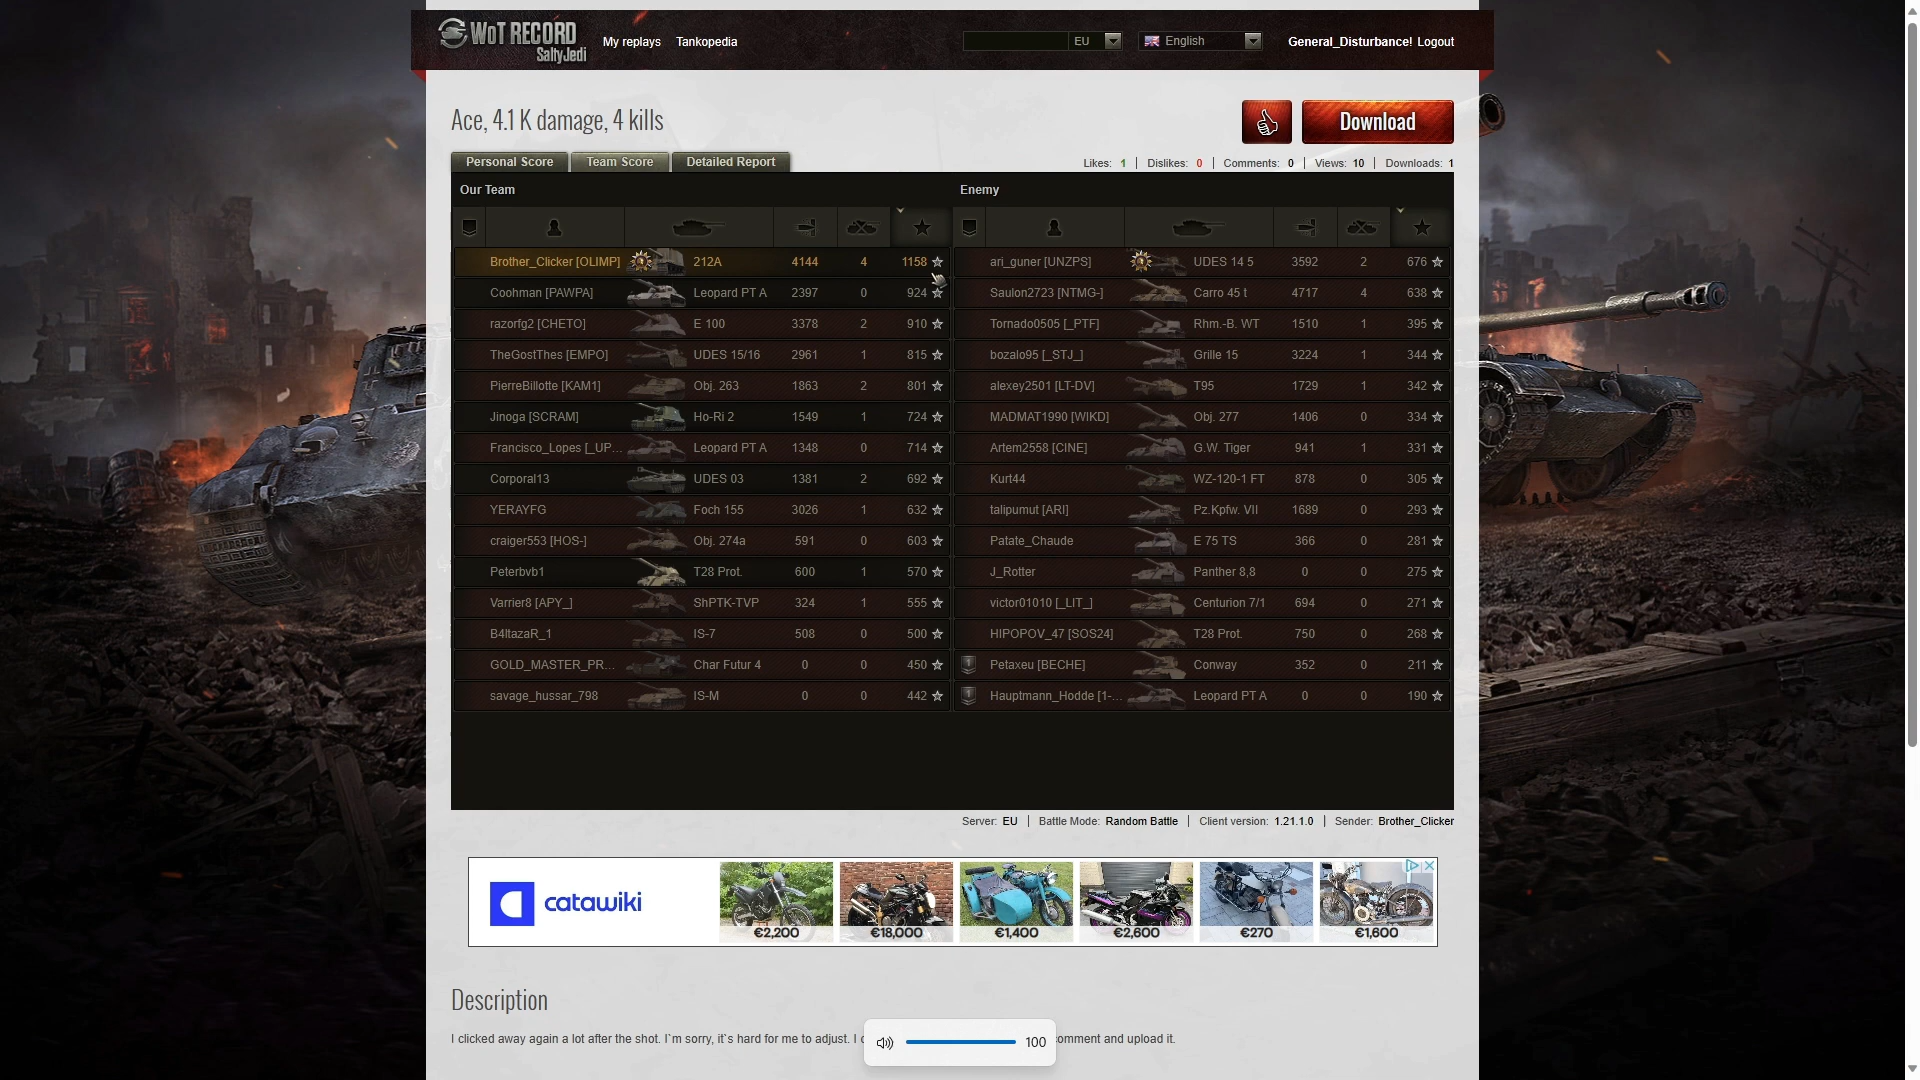 WoT RECORD
SaltyJedi
My replays Tankopedia
EU
English
General_Disturbance! Logout
Ace, 4.1 K damage, 4 kills
Download
Personal Score Team Score Detailed Report
Likes: 1 | Dislikes: 0 | Comments: 0 | Views: 10 | Downloads: 1
Our Team
Brother_Clicker [OLIMP] 212A 4144 4 1158
Coohman [PAWPA] Leopard PT A 2397 0 924
razorfg2 [CHETO] E 100 3378 2 910
TheGostThes [EMPO] UDES 15/16 2961 1 815
PierreBillotte [KAM1] Obj. 263 1863 2 801
Jinoga [SCRAM] Ho-Ri 2 1549 1 724
Francisco_Lopes [_UP... Leopard PT A 1348 0 714
Corporal13 UDES 03 1381 2 692
YERAYFG Foch 155 3026 1 632
craiger553 [HOS-] Obj. 274a 591 0 603
Peterbvb1 T28 Prot. 600 1 570
Varrier8 [APY_] ShPTK-TVP 324 1 555
B4ltazaR_1 IS-7 508 0 500
GOLD_MASTER_PR... Char Futur 4 0 0 450
savage_hussar_798 IS-M 0 0 442
Enemy
ari_guner [UNZPS] UDES 14 5 3592 2 676
Saulon2723 [NTMG-] Carro 45 t 4717 4 638
Tornado0505 [_PTF] Rhm.-B. WT 1510 1 395
bozalo95 [_STJ_] Grille 15 3224 1 344
alexey2501 [LT-DV] T95 1729 1 342
MADMAT1990 [WIKD] Obj. 277 1406 0 334
Artem2558 [CINE] G.W. Tiger 941 1 331
Kurt44 WZ-120-1 FT 878 0 305
talipumut [ARI] Pz.Kpfw. VII 1689 0 293
Patate_Chaude E 75 TS 366 0 281
J_Rotter Panther 8,8 0 0 275
victor01010 [_LIT_] Centurion 7/1 694 0 271
HIPOPOV_47 [SOS24] T28 Prot. 750 0 268
Petaxeu [BECHE] Conway 352 0 211
Hauptmann_Hodde [1-... Leopard PT A 0 0 190
Server: EU | Battle Mode: Random Battle | Client version: 1.21.1.0 | Sender: Brother_Clicker
catawiki
€2,200 €18,000 €1,400 €2,600 €270 €1,600
Description
I clicked away again a lot after the shot. I`m sorry, it`s hard for me to adjust. I comment and upload it.
100